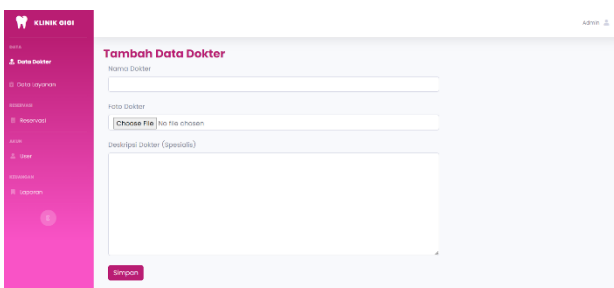 KLINIK GIGI
Admin
Data Dokter
Data Layanan
RESERVASI
Reservasi
User
Laporan
Tambah Data Dokter
Nama Dokter
Foto Dokter
Choose File No file chosen
Deskripsi Dokter (Spesialis)
Simpan